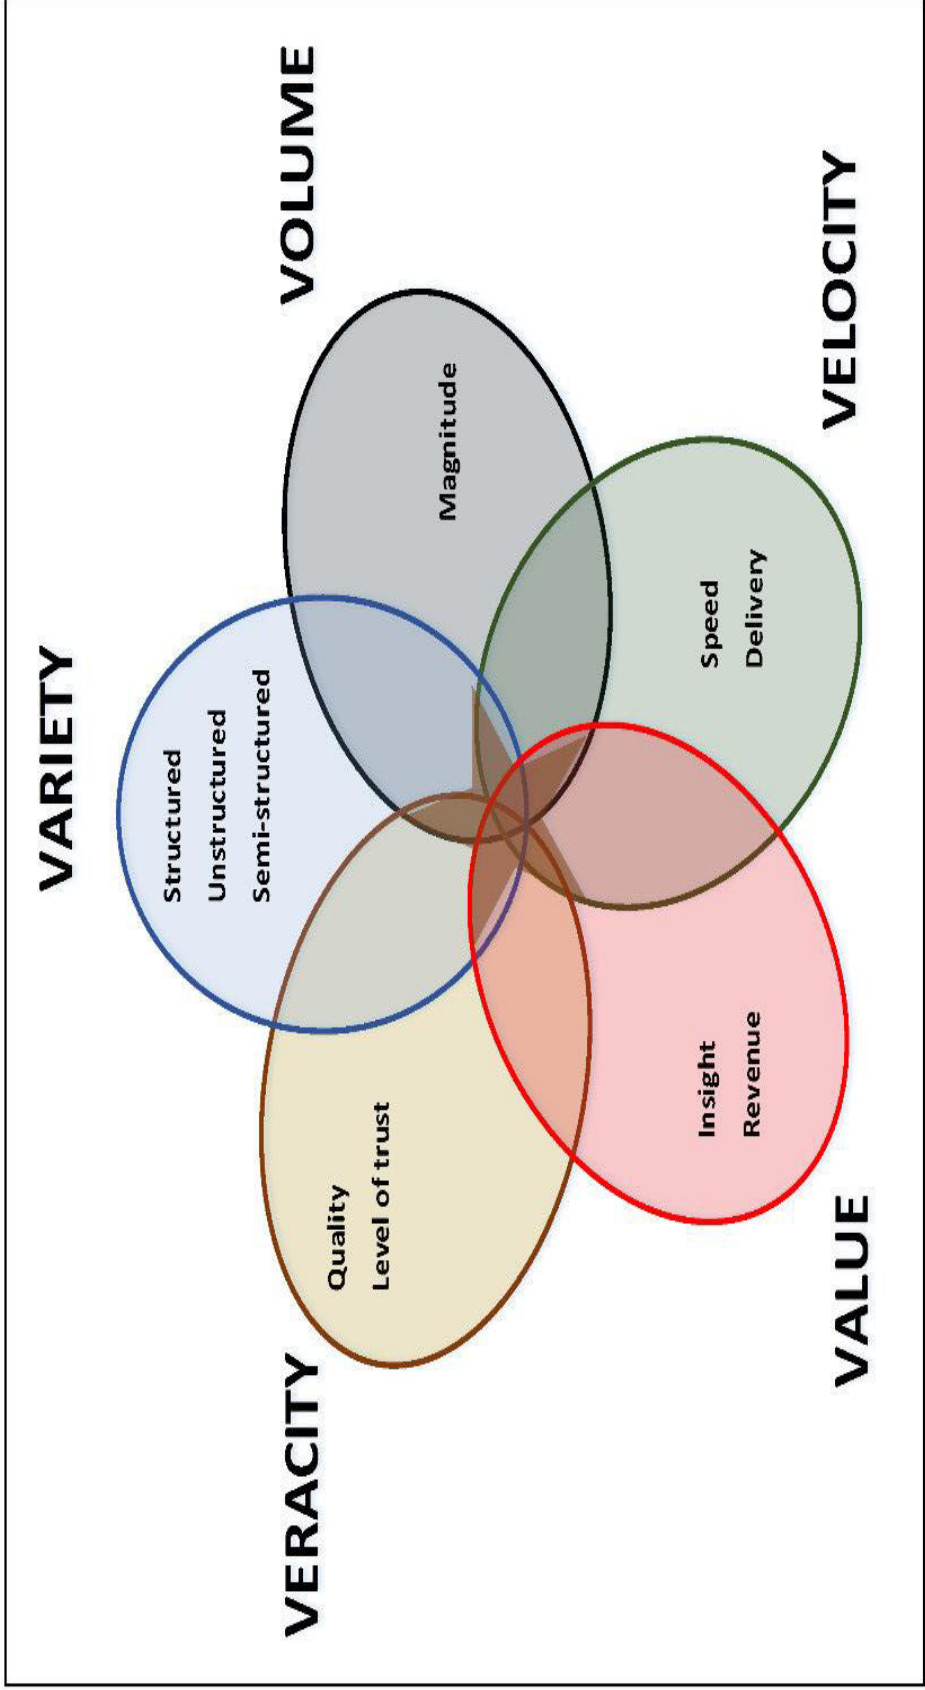 VARIETY
Structured
Unstructured
Semi-structured
VERACITY
Quality
Level of trust
VOLUME
Magnitude
VALUE
Insight
Revenue
VELOCITY
Speed
Delivery